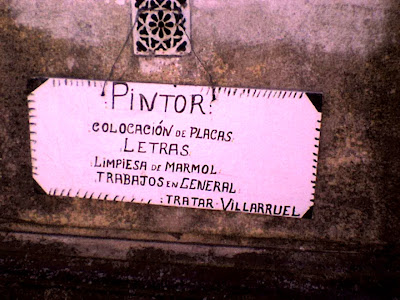 PINTOR:
COLOCACIÓN DE PLACAS
LETRAS
LIMPIESA DE MARMOL
TRABAJOS EN GENERAL
:TRATAR VILLARRUEL